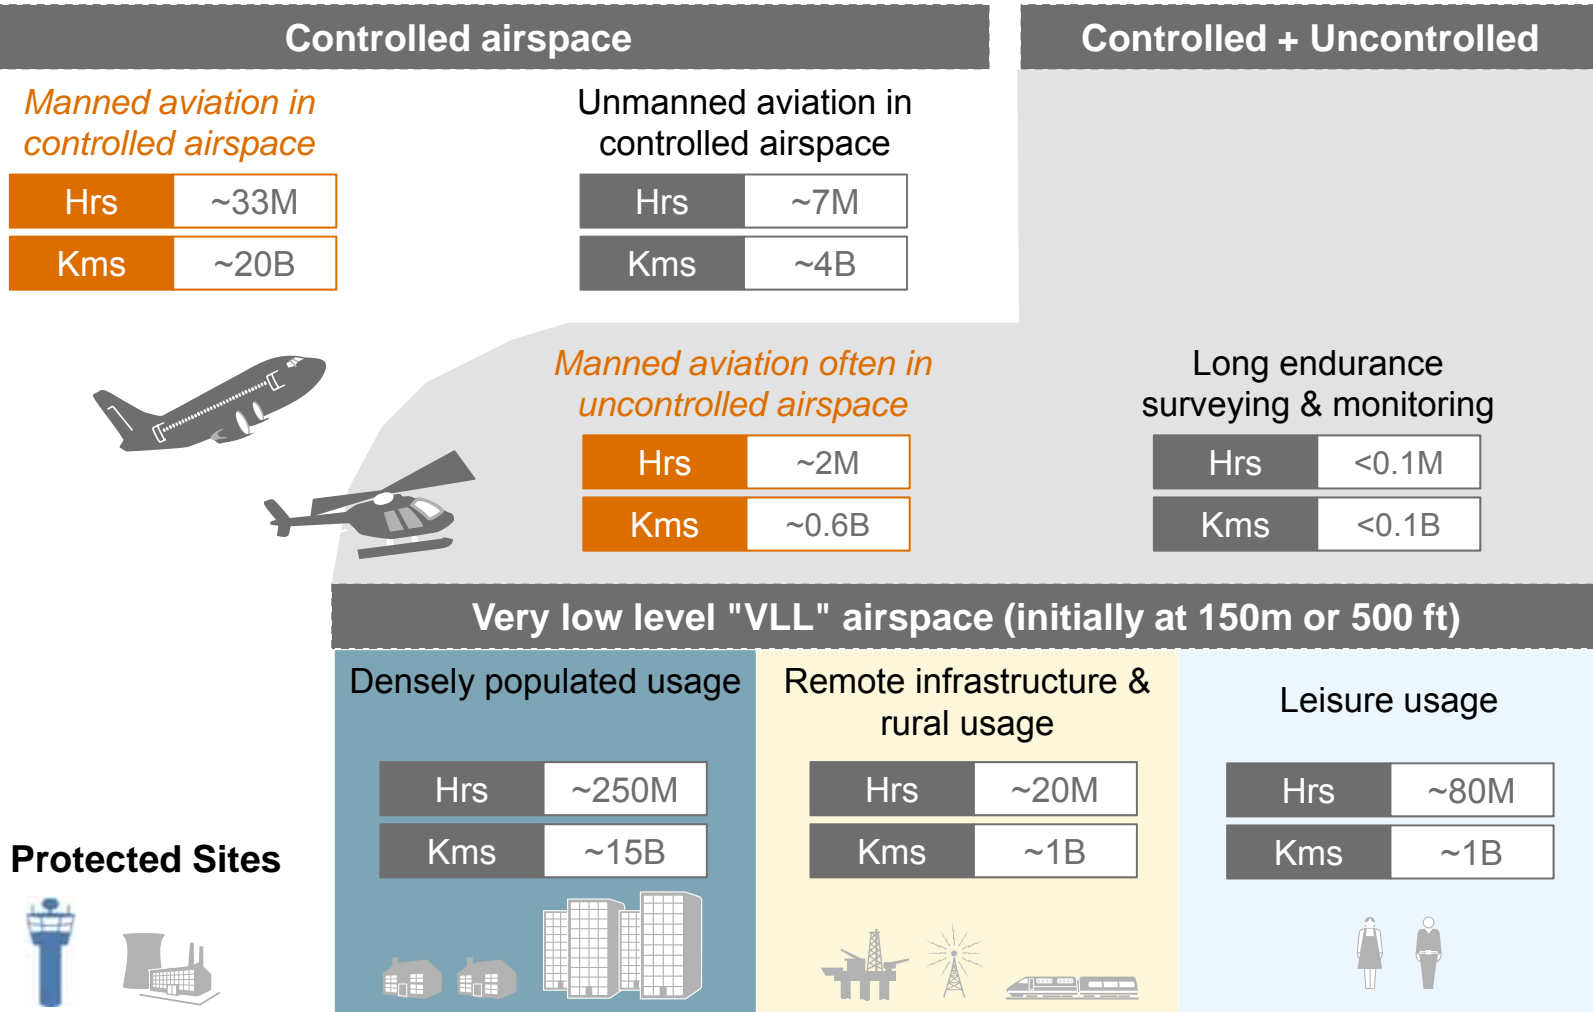 Controlled airspace
Controlled + Uncontrolled
Manned aviation in
controlled airspace
Hrs ~33M
Kms ~20B
Unmanned aviation in
controlled airspace
Hrs ~7M
Kms ~4B
Manned aviation often in
uncontrolled airspace
Hrs ~2M
Kms ~0.6B
Long endurance
surveying & monitoring
Hrs <0.1M
Kms <0.1B
Very low level "VLL" airspace (initially at 150m or 500 ft)
Densely populated usage
Hrs ~250M
Kms ~15B
Remote infrastructure &
rural usage
Hrs ~20M
Kms ~1B
Leisure usage
Hrs ~80M
Kms ~1B
Protected Sites